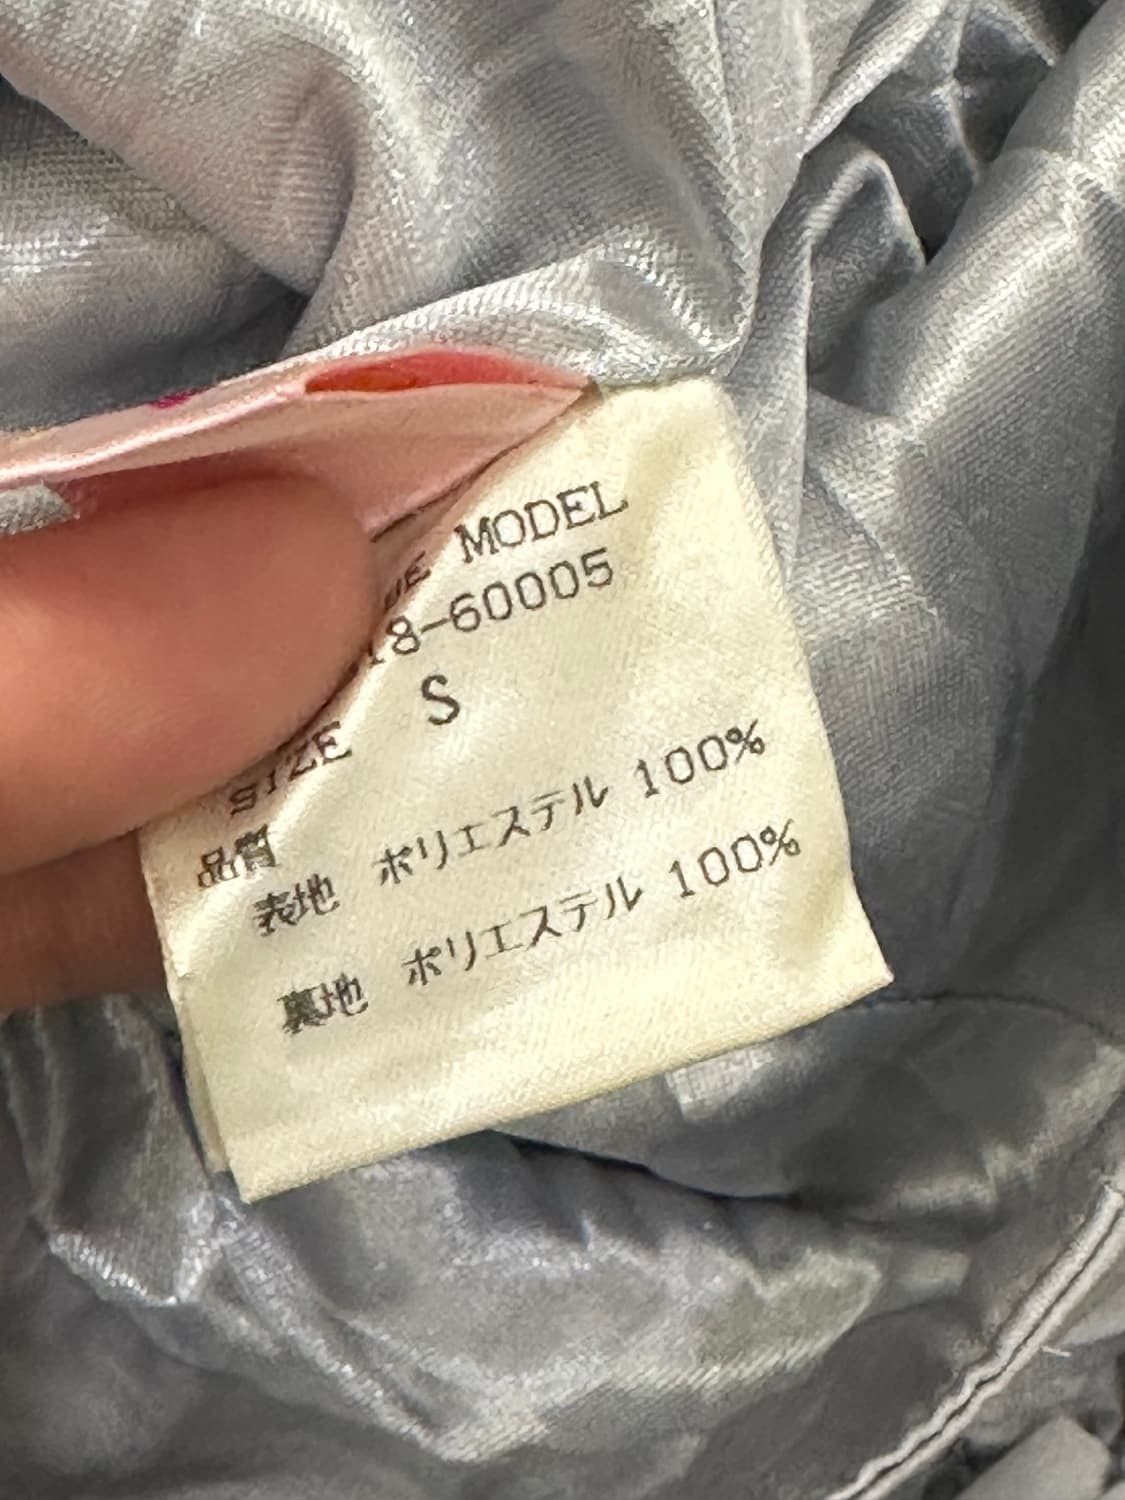 MODEL
8-60005
SIZE S
品質
表地 ポリエステル 100%
裏地 ポリエステル 100%